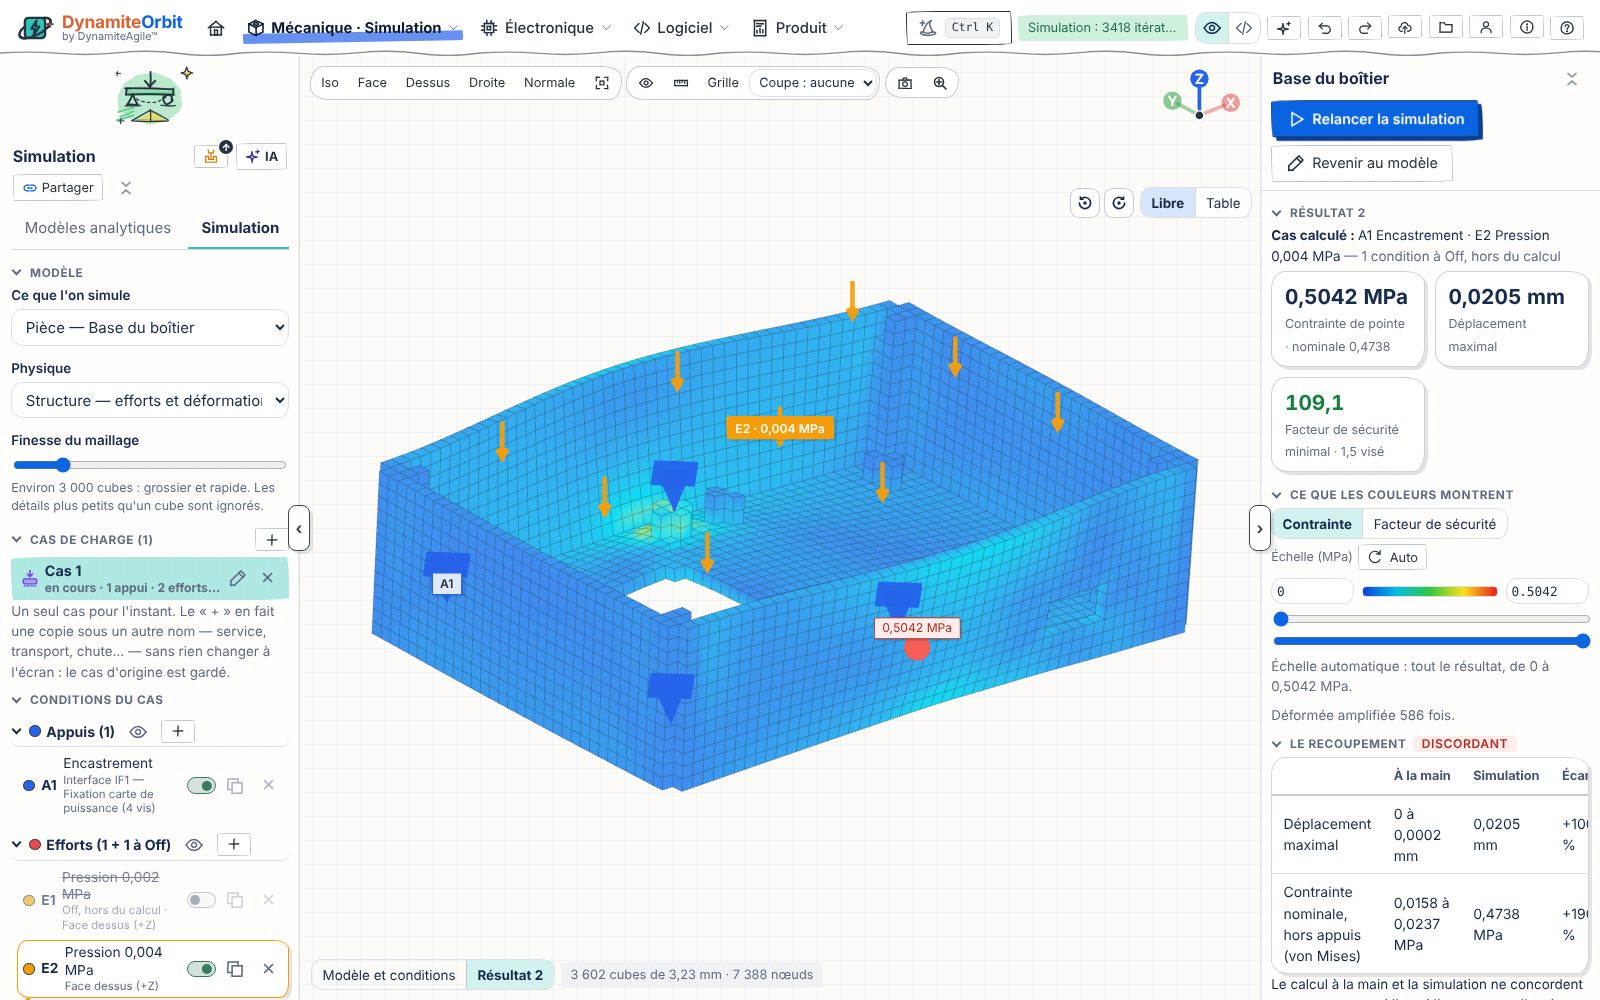 DynamiteOrbit
by DynamiteAgile™
Mécanique · Simulation
Électronique
Logiciel
Produit
Ctrl K
Simulation : 3418 itérat...
Simulation
IA
Partager
Modèles analytiques
Simulation
MODÈLE
Ce que l'on simule
Pièce — Base du boîtier
Physique
Structure — efforts et déformation
Finesse du maillage
Environ 3 000 cubes : grossier et rapide. Les
détails plus petits qu'un cube sont ignorés.
CAS DE CHARGE (1)
Cas 1
en cours · 1 appui · 2 efforts...
Un seul cas pour l'instant. Le « + » en fait
une copie sous un autre nom — service,
transport, chute... — sans rien changer à
l'écran : le cas d'origine est gardé.
CONDITIONS DU CAS
Appuis (1)
A1
Encastrement
Interface IF1 —
Fixation carte de
puissance (4 vis)
Efforts (1 + 1 à Off)
E1
Pression 0,002
MPa
Off, hors du calcul ·
Face dessus (+Z)
E2
Pression 0,004
MPa
Face dessus (+Z)
Iso
Face
Dessus
Droite
Normale
Grille
Coupe : aucune
Z
Y
X
Libre
Table
E2 · 0,004 MPa
A1
0,5042 MPa
Modèle et conditions
Résultat 2
3 602 cubes de 3,23 mm · 7 388 nœuds
Base du boîtier
Relancer la simulation
Revenir au modèle
RÉSULTAT 2
Cas calculé : A1 Encastrement · E2 Pression
0,004 MPa — 1 condition à Off, hors du calcul
0,5042 MPa
Contrainte de pointe
· nominale 0,4738
0,0205 mm
Déplacement
maximal
109,1
Facteur de sécurité
minimal · 1,5 visé
CE QUE LES COULEURS MONTRENT
Contrainte
Facteur de sécurité
Échelle (MPa)
Auto
0
0.5042
Échelle automatique : tout le résultat, de 0 à
0,5042 MPa.
Déformée amplifiée 586 fois.
LE RECOUPEMENT
DISCORDANT
À la main
Simulation
Écar
Déplacement
maximal
0 à
0,0002
mm
0,0205
mm
+10
%
Contrainte
nominale,
hors appuis
(von Mises)
0,0158 à
0,0237
MPa
0,4738
MPa
+190
%
Le calcul à la main et la simulation ne concordent